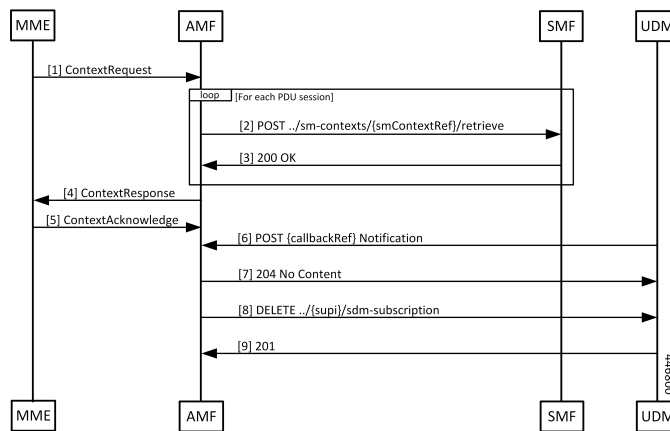 MME AMF SMF UDM
[1] ContextRequest
loop [For each PDU session]
[2] POST ../sm-contexts/{smContextRef}/retrieve
[3] 200 OK
[4] ContextResponse
[5] ContextAcknowledge
[6] POST {callbackRef} Notification
[7] 204 No Content
[8] DELETE ../{supi}/sdm-subscription
[9] 201
MME AMF SMF UDM